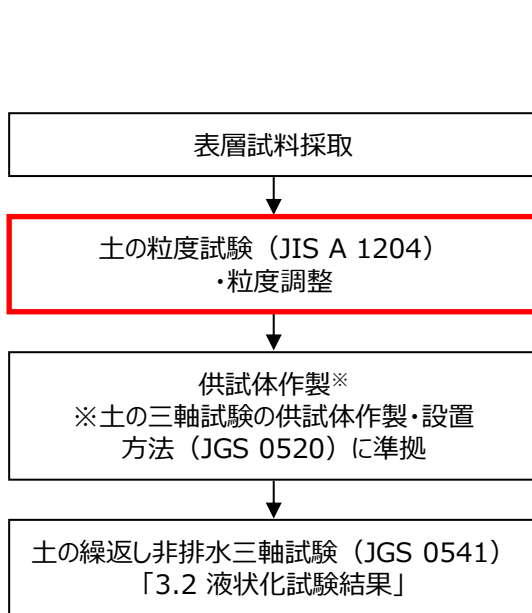 表層試料採取
土の粒度試験（JIS A 1204）
・粒度調整
供試体作製※
※土の三軸試験の供試体作製・設置
方法（JGS 0520）に準拠
土の繰返し非排水三軸試験（JGS 0541）
「3.2 液状化試験結果」